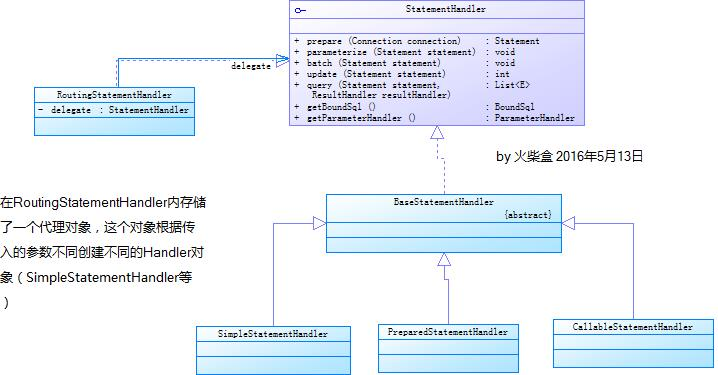 StatementHandler
+ prepare (Connection connection) : Statement
+ parameterize (Statement statement) : void
+ batch (Statement statement) : void
+ update (Statement statement) : int
+ query (Statement statement, : List<E>
ResultHandler resultHandler)
+ getBoundSql () : BoundSql
+ getParameterHandler () : ParameterHandler
delegate
RoutingStatementHandler
- delegate : StatementHandler
by 火柴盒 2016年5月13日
在RoutingStatementHandler内存储
了一个代理对象，这个对象根据传
入的参数不同创建不同的Handler对
象（SimpleStatementHandler等
）
BaseStatementHandler
{abstract}
SimpleStatementHandler
PreparedStatementHandler
CallableStatementHandler